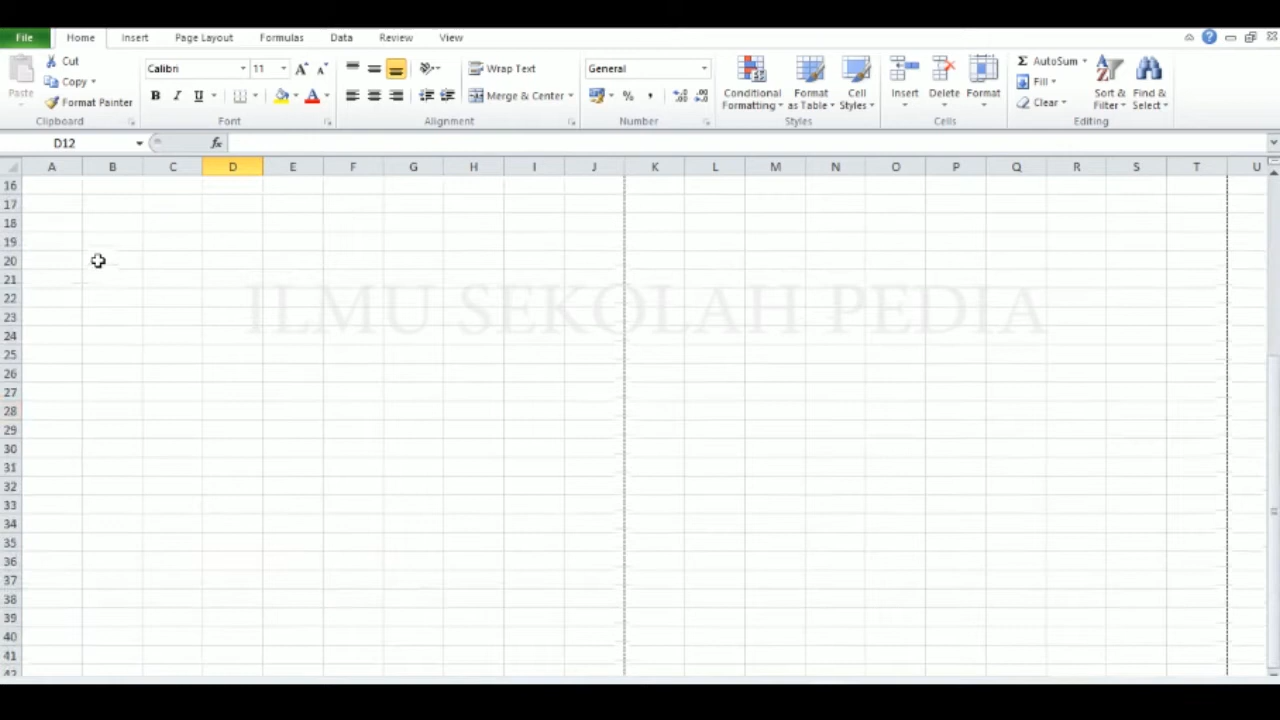 File Home Insert Page Layout Formulas Data Review View
Cut
Copy
Format Painter
Paste
Clipboard
Calibri 11
B I U
Font
Wrap Text
Merge & Center
Alignment
General
%
Number
Conditional Formatting
Format as Table
Cell Styles
Styles
Insert Delete Format
Cells
Σ AutoSum
Fill
Clear
Sort & Filter
Find & Select
Editing
D12 fx
A B C D E F G H I J K L M N O P Q R S T U
16
17
18
19
20
21
22
23
24
25
26
27
28
29
30
31
32
33
34
35
36
37
38
39
40
41
42
ILMU SEKOLAH PEDIA